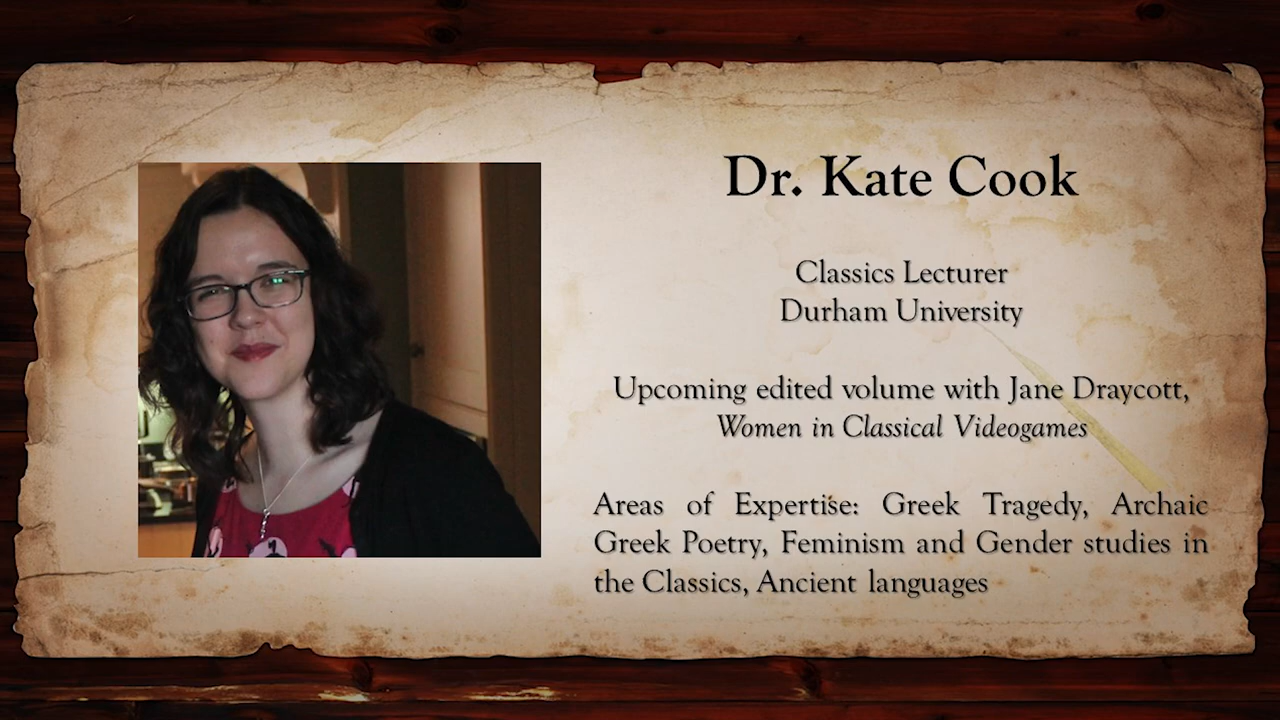 Dr. Kate Cook
Classics Lecturer
Durham University
Upcoming edited volume with Jane Draycott,
Women in Classical Videogames
Areas of Expertise: Greek Tragedy, Archaic
Greek Poetry, Feminism and Gender studies in
the Classics, Ancient languages